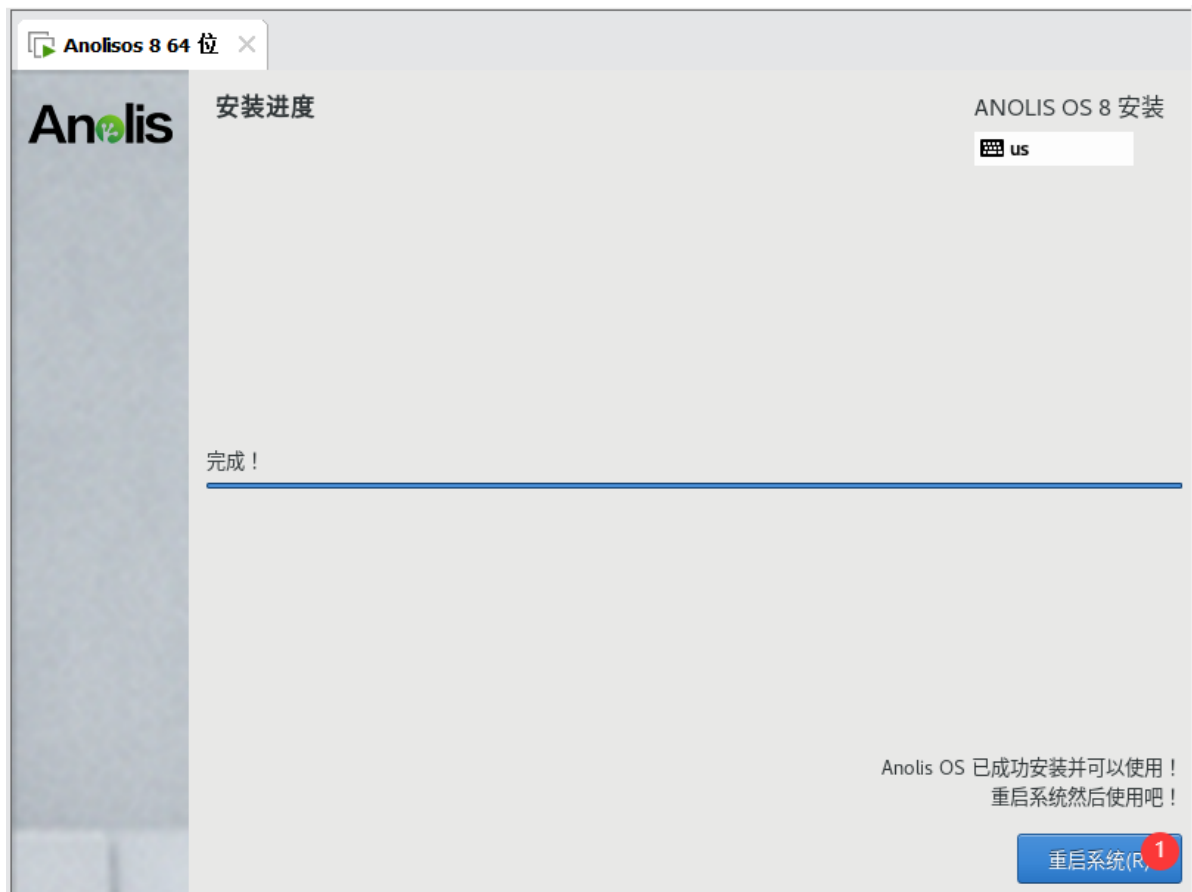 Anolisos 8 64 位
Anolis
安装进度
ANOLIS OS 8 安装
us
完成！
Anolis OS 已成功安装并可以使用！
重启系统然后使用吧！
重启系统(R)
1